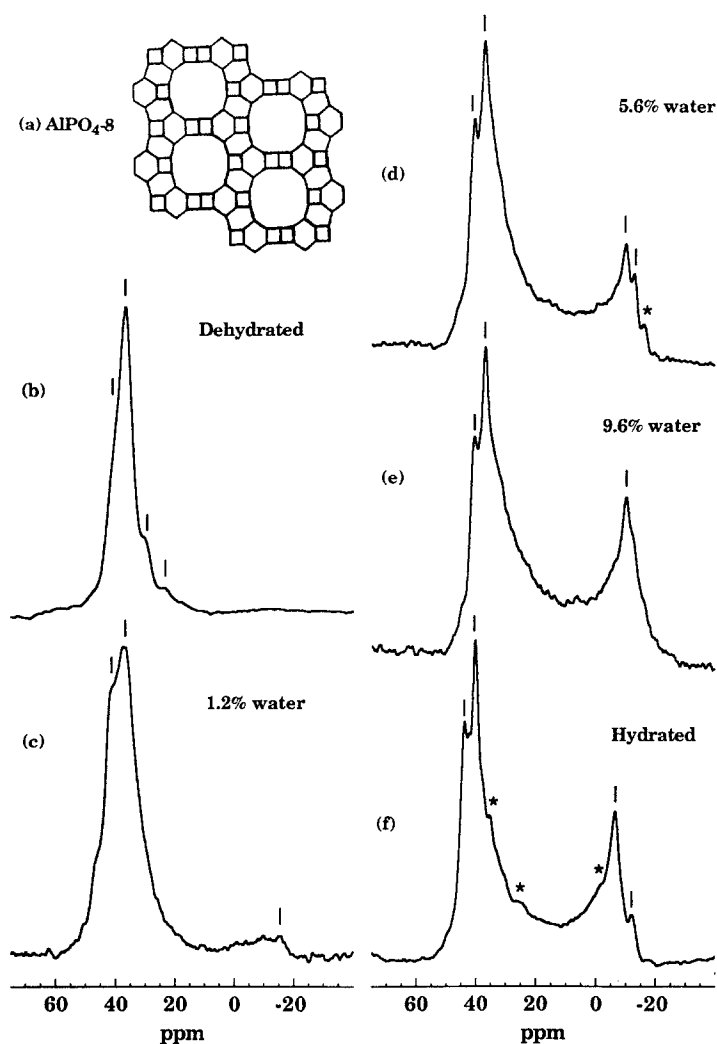 (a) AlPO₄-8
(b)
Dehydrated
(c)
1.2% water
60 40 20 0 -20
ppm
(d)
5.6% water
*
(e)
9.6% water
(f)
Hydrated
*
*
*
60 40 20 0 -20
ppm